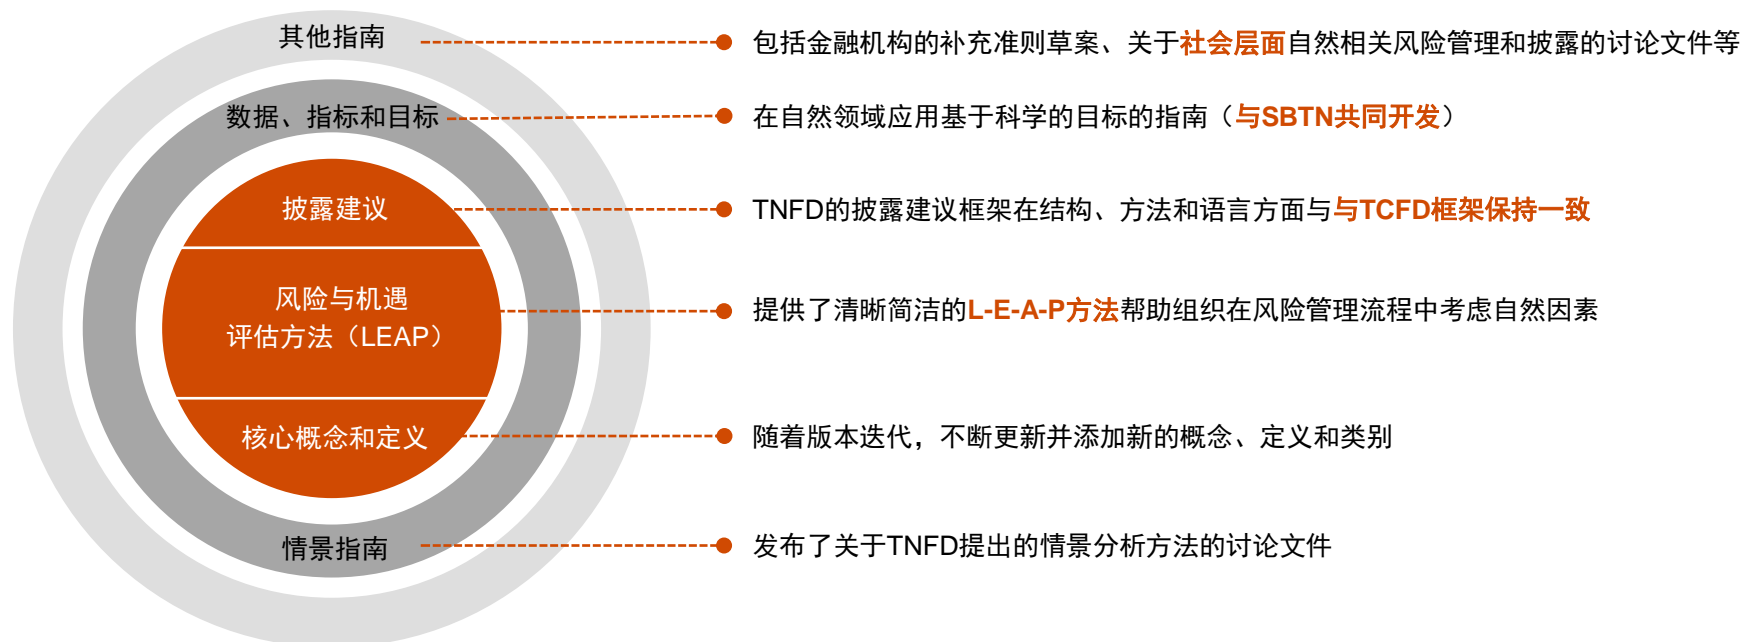 其他指南
包括金融机构的补充准则草案、关于社会层面自然相关风险管理和披露的讨论文件等
数据、指标和目标
在自然领域应用基于科学的目标的指南（与SBTN共同开发）
披露建议
TNFD的披露建议框架在结构、方法和语言方面与与TCFD框架保持一致
风险与机遇
评估方法（LEAP）
提供了清晰简洁的L-E-A-P方法帮助组织在风险管理流程中考虑自然因素
核心概念和定义
随着版本迭代，不断更新并添加新的概念、定义和类别
情景指南
发布了关于TNFD提出的情景分析方法的讨论文件